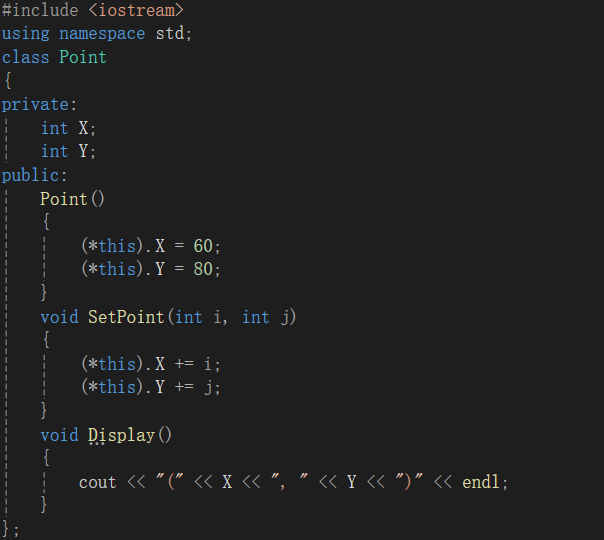 #include <iostream>
using namespace std;
class Point
{
private:
    int X;
    int Y;
public:
    Point()
    {
        (*this).X = 60;
        (*this).Y = 80;
    }
    void SetPoint(int i, int j)
    {
        (*this).X += i;
        (*this).Y += j;
    }
    void Display()
    {
        cout << "(" << X << ", " << Y << ")" << endl;
    }
};